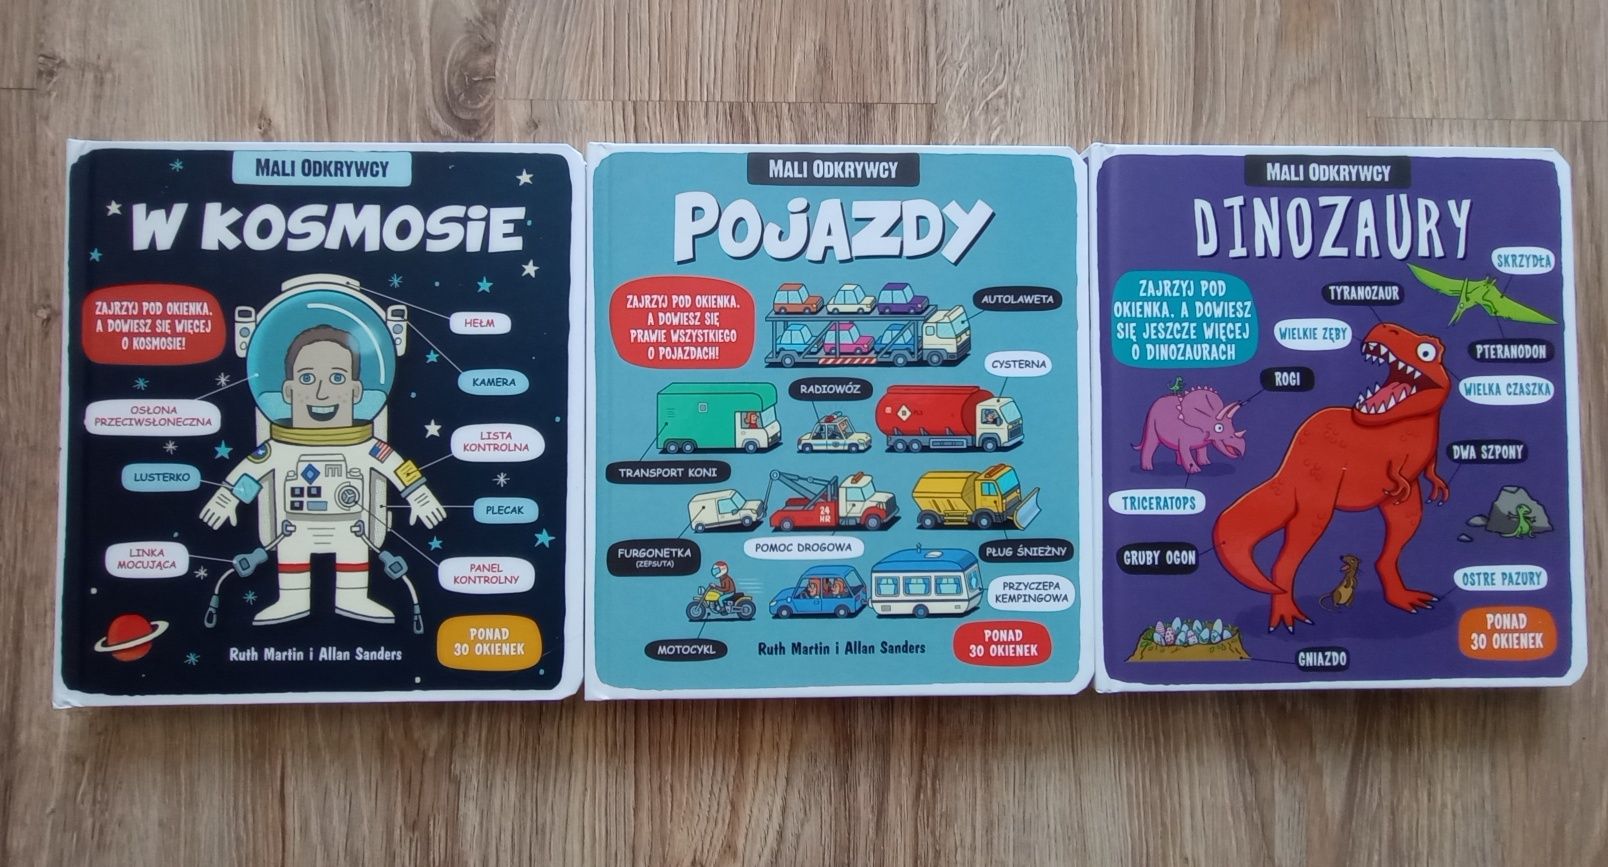 MALI ODKRYWCY
W KOSMOSIE
ZAJRZYJ POD OKIENKA,
A DOWIESZ SIĘ WIĘCEJ
O KOSMOSIE!
HEŁM
KAMERA
OSŁONA
PRZECIWSŁONECZNA
LISTA
KONTROLNA
LUSTERKO
PLECAK
LINKA
MOCUJĄCA
PANEL
KONTROLNY
Ruth Martin i Allan Sanders
PONAD
30 OKIENEK
MALI ODKRYWCY
POJAZDY
ZAJRZYJ POD OKIENKA,
A DOWIESZ SIĘ
PRAWIE WSZYSTKIEGO
O POJAZDACH!
AUTOLAWETA
CYSTERNA
RADIOWÓZ
TRANSPORT KONI
24
HR
FURGONETKA
(ZEPSUTA)
POMOC DROGOWA
PŁUG ŚNIEŻNY
PRZYCZEPA
KEMPINGOWA
MOTOCYKL
Ruth Martin i Allan Sanders
PONAD
30 OKIENEK
MALI ODKRYWCY
DINOZAURY
SKRZYDŁA
ZAJRZYJ POD
OKIENKA, A DOWIESZ
SIĘ JESZCZE WIĘCEJ
O DINOZAURACH
TYRANOZAUR
WIELKIE ZĘBY
PTERANODON
ROGI
WIELKA CZASZKA
DWA SZPONY
TRICERATOPS
GRUBY OGON
OSTRE PAZURY
PONAD
30 OKIENEK
GNIAZDO